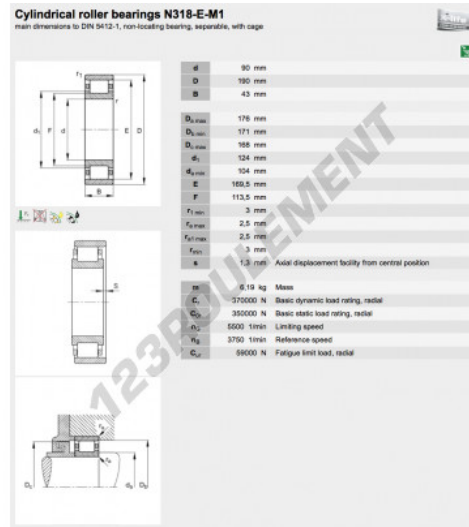 Cylindrical roller bearings N318-E-M1
main dimensions to DIN 5412-1, non-locating bearing, separable, with cage
d 90 mm
D 190 mm
B 43 mm
Da max 176 mm
Db min 171 mm
Dc max 168 mm
d1 124 mm
da min 104 mm
E 169,5 mm
F 113,5 mm
r1 min 3 mm
ra max 2,5 mm
ra1 max 2,5 mm
rmin 3 mm
s 1,3 mm Axial displacement facility from central position
m 6,19 kg Mass
Cr 370000 N Basic dynamic load rating, radial
C0r 350000 N Basic static load rating, radial
nG 5500 1/min Limiting speed
nB 3750 1/min Reference speed
Cur 59000 N Fatigue limit load, radial
r1
r
d1 F d E D
B
s
ra
ra
Dc da Db
123ROULEMENT